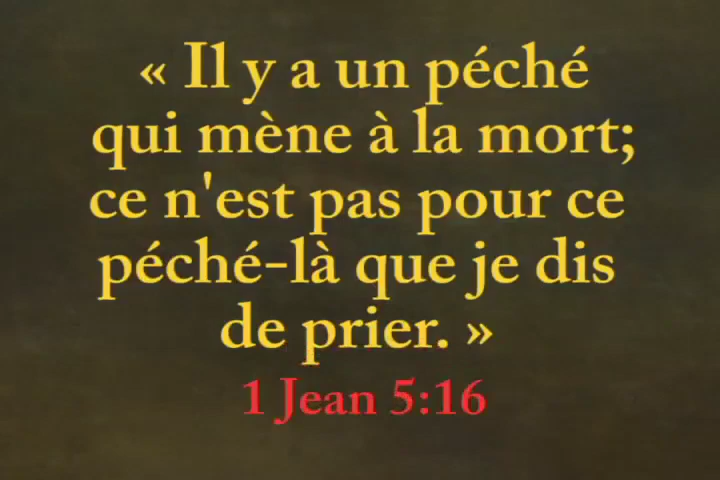 « Il y a un péché
qui mène à la mort;
ce n'est pas pour ce
péché-là que je dis
de prier. »
1 Jean 5:16